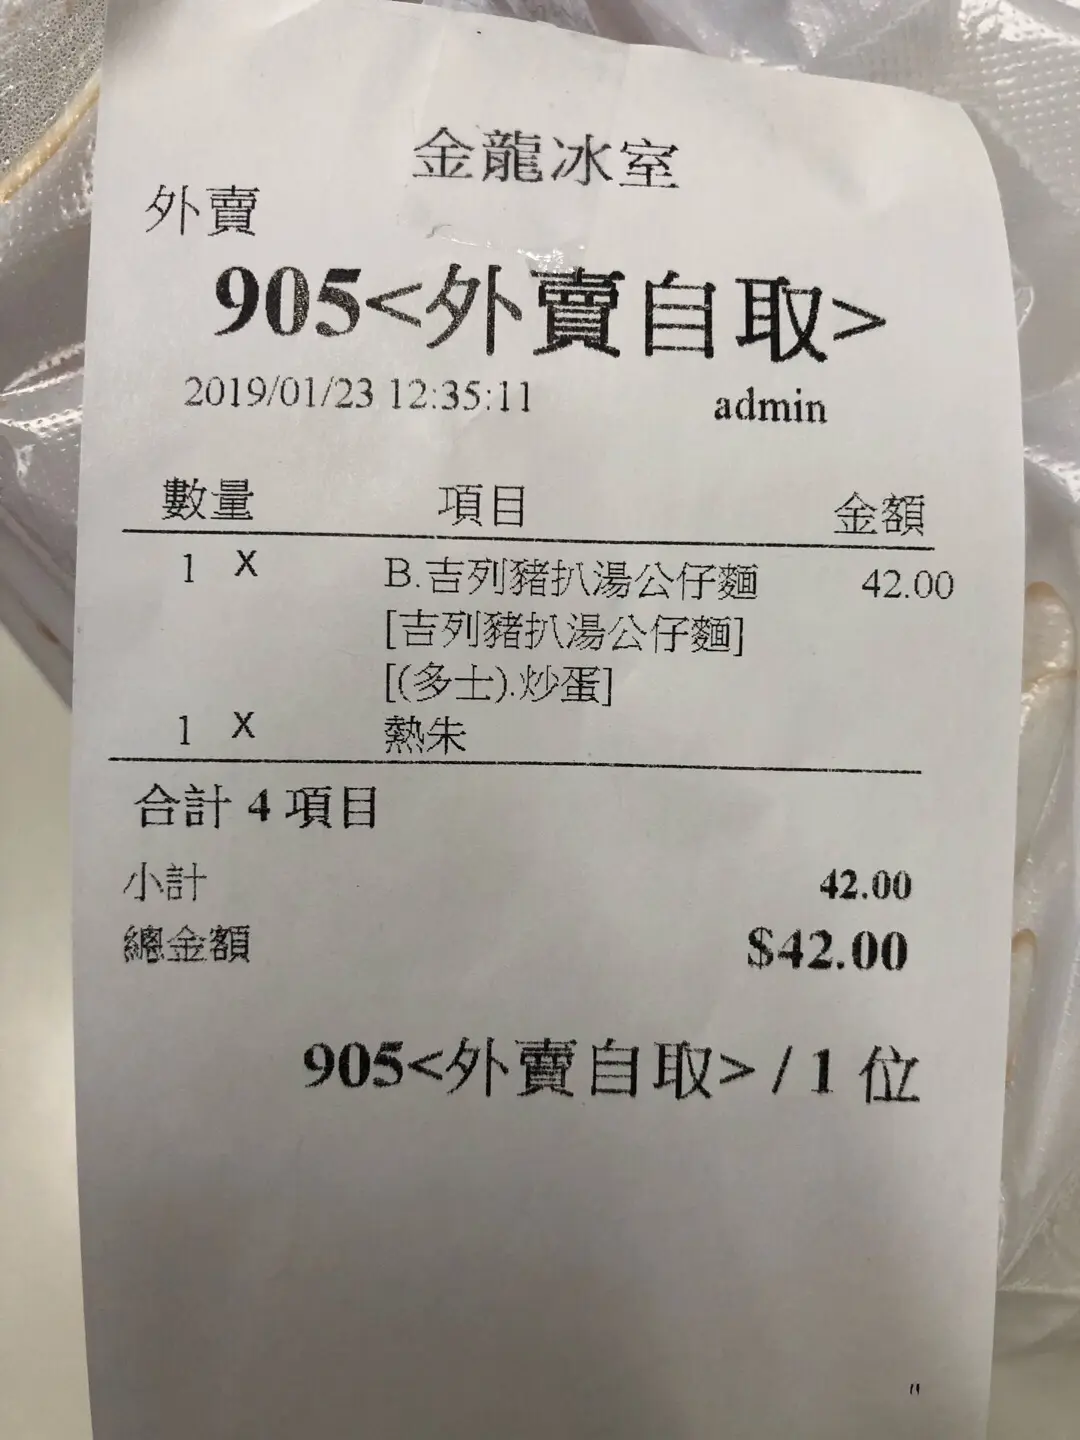 金龍冰室
外賣
905<外賣自取>
2019/01/23 12:35:11 admin
數量 項目 金額
1 X B.吉列豬扒湯公仔麵 42.00
[吉列豬扒湯公仔麵]
[(多士).炒蛋]
1 X 熱朱
合計 4 項目
小計 42.00
總金額 $42.00
905<外賣自取> / 1 位